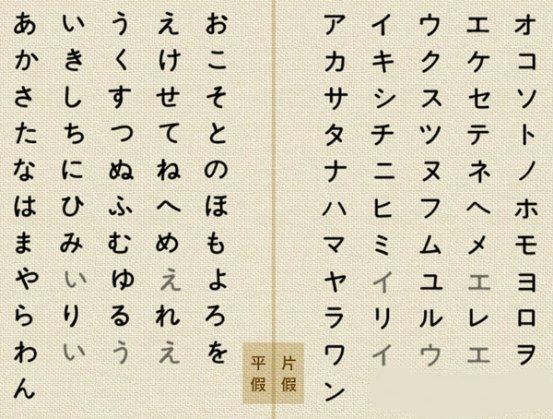 あ い う え お
か き く け こ
さ し す せ そ
た ち つ て と
な に ぬ ね の
は ひ ふ へ ほ
ま み む め も
や い ゆ え よ
ら り る れ ろ
わ い う え を
ん
平假
ア イ ウ エ オ
カ キ ク ケ コ
サ シ ス セ ソ
タ チ ツ テ ト
ナ ニ ヌ ネ ノ
ハ ヒ フ ヘ ホ
マ ミ ム メ モ
ヤ イ ユ エ ヨ
ラ リ ル レ ロ
ワ イ ウ エ ヲ
ン
片假